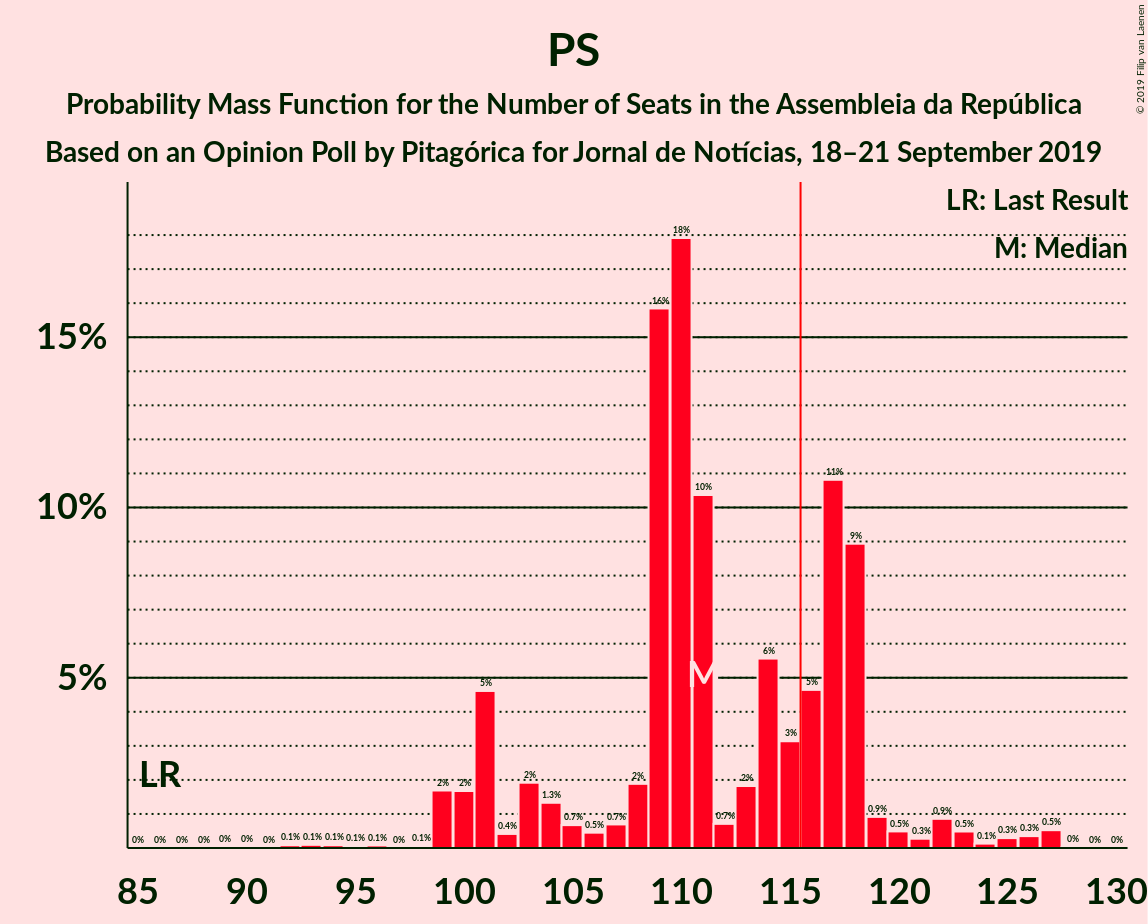 PS
Probability Mass Function for the Number of Seats in the Assembleia da República
Based on an Opinion Poll by Pitagórica for Jornal de Notícias, 18–21 September 2019
© 2019 Filip van Laenen
LR: Last Result
M: Median
15%
10%
5%
LR
M
0% 0% 0% 0% 0% 0% 0% 0.1% 0.1% 0.1% 0.1% 0.1% 0% 0.1% 2% 2% 5% 0.4% 2% 1.3% 0.7% 0.5% 0.7% 2% 16% 18% 10% 0.7% 2% 6% 3% 5% 11% 9% 0.9% 0.5% 0.3% 0.9% 0.5% 0.1% 0.3% 0.3% 0.5% 0% 0% 0%
85 90 95 100 105 110 115 120 125 130